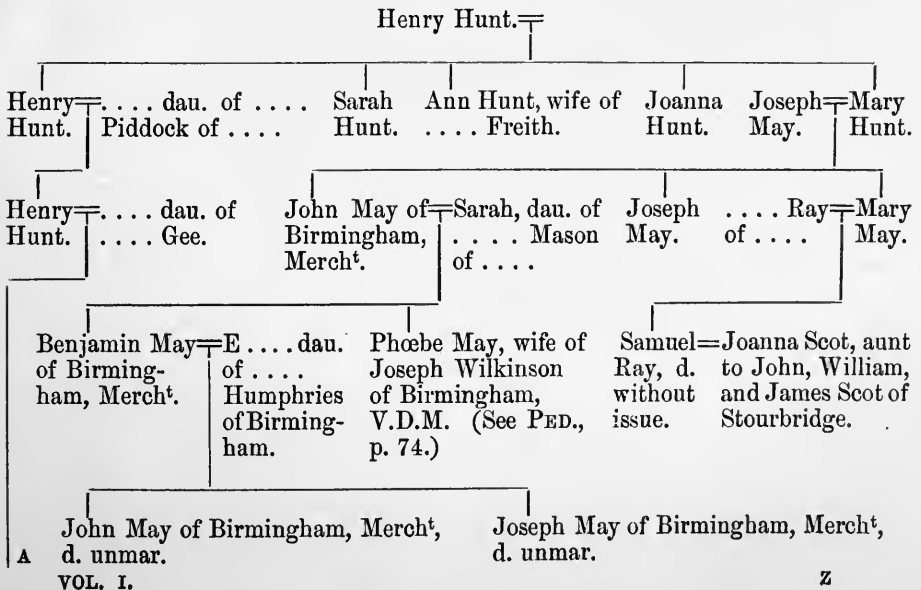 Henry Hunt.
Henry Hunt.
.... dau. of .... Piddock of ....
Sarah Hunt.
Ann Hunt, wife of .... Freith.
Joanna Hunt.
Joseph May.
Mary Hunt.
Henry Hunt.
.... dau. of .... Gee.
John May of Birmingham, Mercht.
Sarah, dau. of .... Mason of ....
Joseph May.
.... Ray of ....
Mary May.
Benjamin May of Birming-ham, Mercht.
E .... dau. of .... Humphries of Birming-ham.
Phœbe May, wife of Joseph Wilkinson of Birmingham, V.D.M. (See PED., p. 74.)
Samuel Ray, d. without issue.
Joanna Scot, aunt to John, William, and James Scot of Stourbridge.
John May of Birmingham, Mercht, d. unmar.
Joseph May of Birmingham, Mercht, d. unmar.
A
VOL. I.
Z